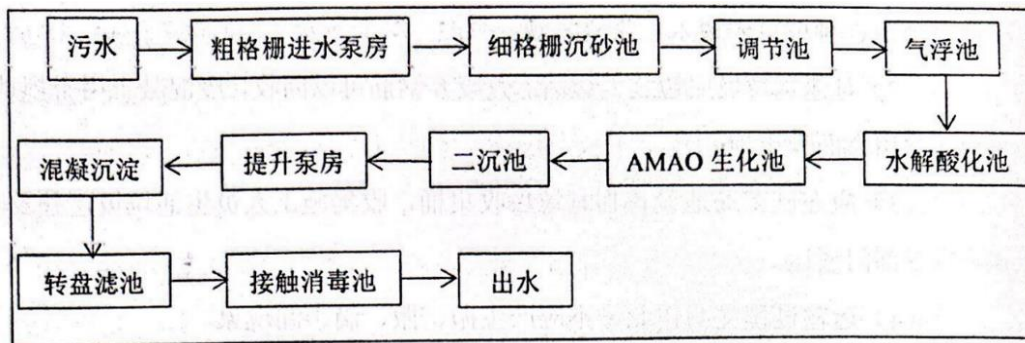 污水 粗格栅进水泵房 细格栅沉砂池 调节池 气浮池
混凝沉淀 提升泵房 二沉池 AMAO 生化池 水解酸化池
转盘滤池 接触消毒池 出水